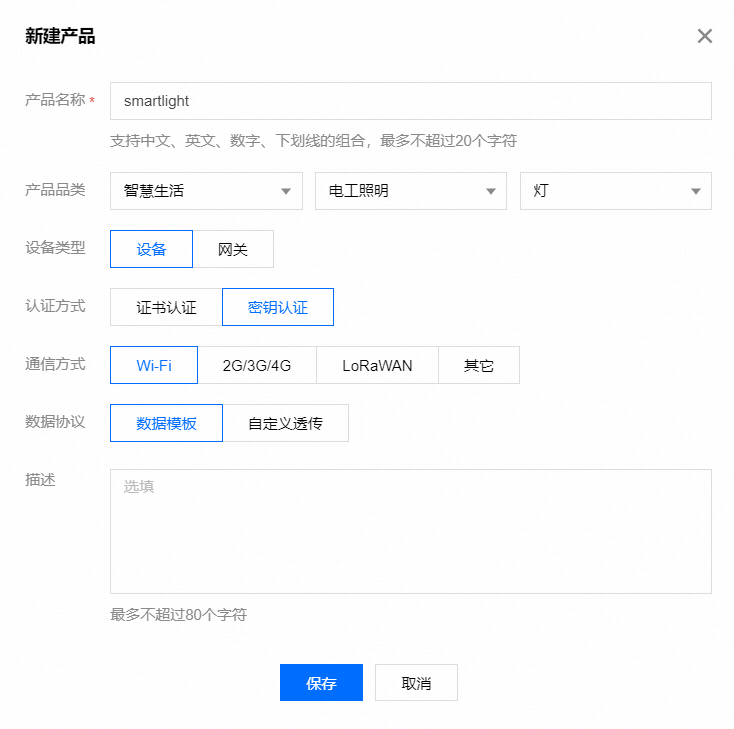 新建产品
产品名称 * smartlight
支持中文、英文、数字、下划线的组合，最多不超过20个字符
产品品类 智慧生活 电工照明 灯
设备类型 设备 网关
认证方式 证书认证 密钥认证
通信方式 Wi-Fi 2G/3G/4G LoRaWAN 其它
数据协议 数据模板 自定义透传
描述 选填
最多不超过80个字符
保存 取消